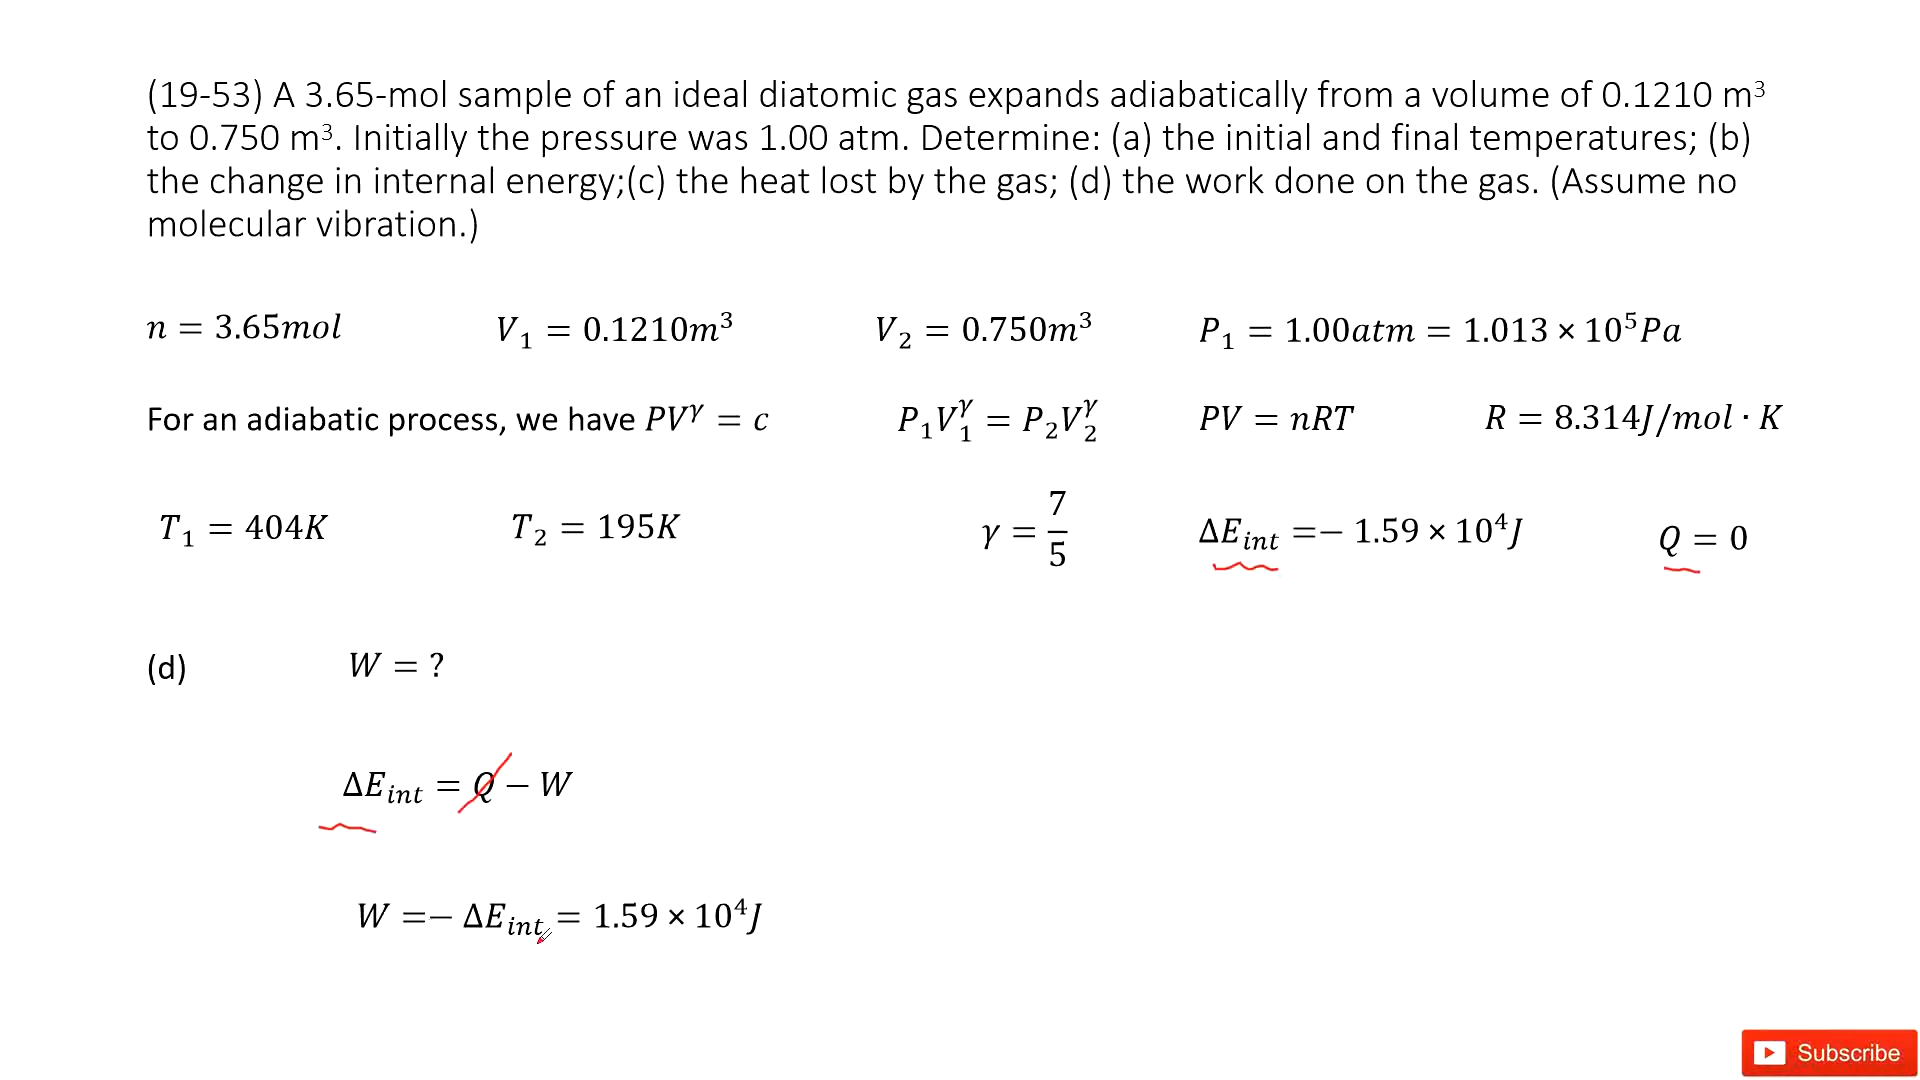 (19-53) A 3.65-mol sample of an ideal diatomic gas expands adiabatically from a volume of 0.1210 m³
to 0.750 m³. Initially the pressure was 1.00 atm. Determine: (a) the initial and final temperatures; (b)
the change in internal energy;(c) the heat lost by the gas; (d) the work done on the gas. (Assume no
molecular vibration.)
n = 3.65mol V₁ = 0.1210m³ V₂ = 0.750m³ P₁ = 1.00atm = 1.013 × 10⁵Pa
For an adiabatic process, we have PV^γ = c P₁V₁^γ = P₂V₂^γ PV = nRT R = 8.314J/mol · K
T₁ = 404K T₂ = 195K γ = 7/5 ΔE_int =− 1.59 × 10⁴J Q = 0
(d) W = ?
ΔE_int = Q − W
W =− ΔE_int = 1.59 × 10⁴J
Subscribe